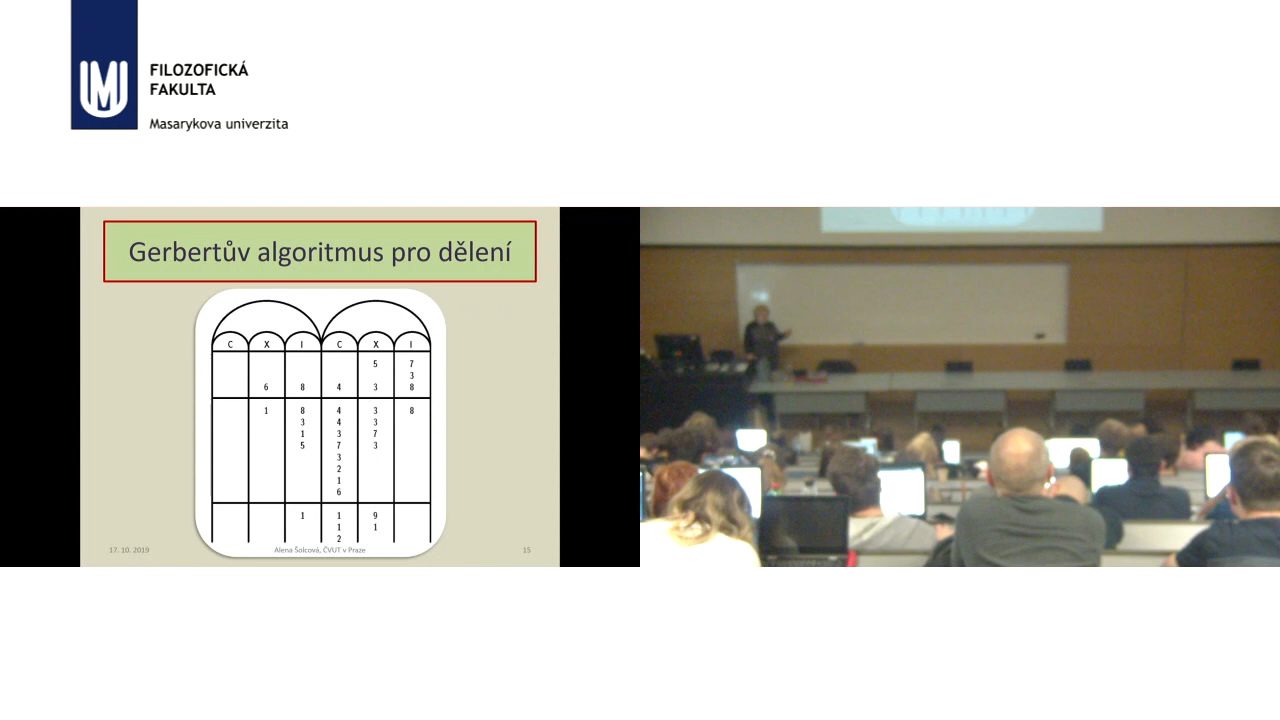 FILOZOFICKÁ
FAKULTA
Masarykova univerzita
Gerbertův algoritmus pro dělení
C X I C X I
5 7
3
6 8 4 3 8
1 8 4 3 8
3 4 3
1 3 7
5 7 3
3
2
1
6
1 1 9
1 1
2
17. 10. 2019 Alena Šolcová, ČVUT v Praze 15